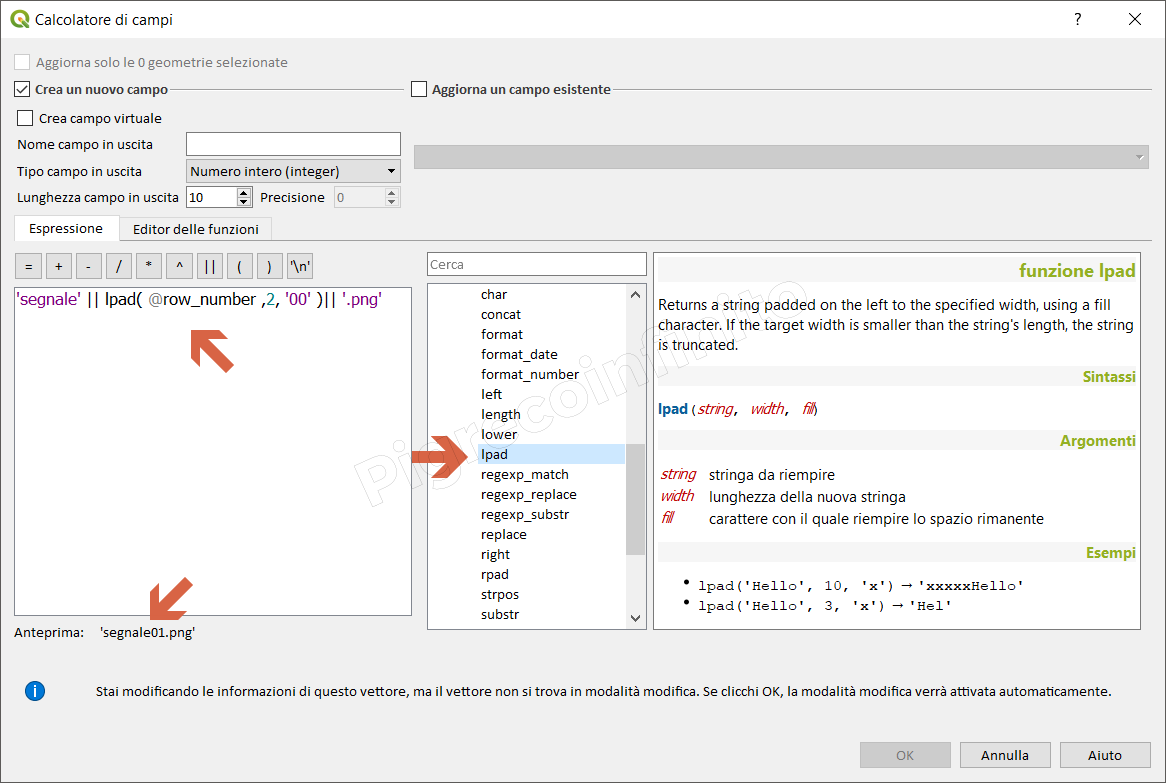 Calcolatore di campi
?
Aggiorna solo le 0 geometrie selezionate
Crea un nuovo campo
Aggiorna un campo esistente
Crea campo virtuale
Nome campo in uscita
Tipo campo in uscita
Numero intero (integer)
Lunghezza campo in uscita
10
Precisione
0
Espressione
Editor delle funzioni
= + - / * ^ || ( ) '\n'
'segnale' || lpad( @row_number ,2, '00' )|| '.png'
Anteprima: 'segnale01.png'
Cerca
char
concat
format
format_date
format_number
left
length
lower
lpad
regexp_match
regexp_replace
regexp_substr
replace
right
rpad
strpos
substr
funzione lpad
Returns a string padded on the left to the specified width, using a fill
character. If the target width is smaller than the string's length, the string
is truncated.
Sintassi
lpad(string, width, fill)
Argomenti
string stringa da riempire
width lunghezza della nuova stringa
fill carattere con il quale riempire lo spazio rimanente
Esempi
• lpad('Hello', 10, 'x') → 'xxxxxHello'
• lpad('Hello', 3, 'x') → 'Hel'
Pigrecoinfinito
i
Stai modificando le informazioni di questo vettore, ma il vettore non si trova in modalità modifica. Se clicchi OK, la modalità modifica verrà attivata automaticamente.
OK
Annulla
Aiuto